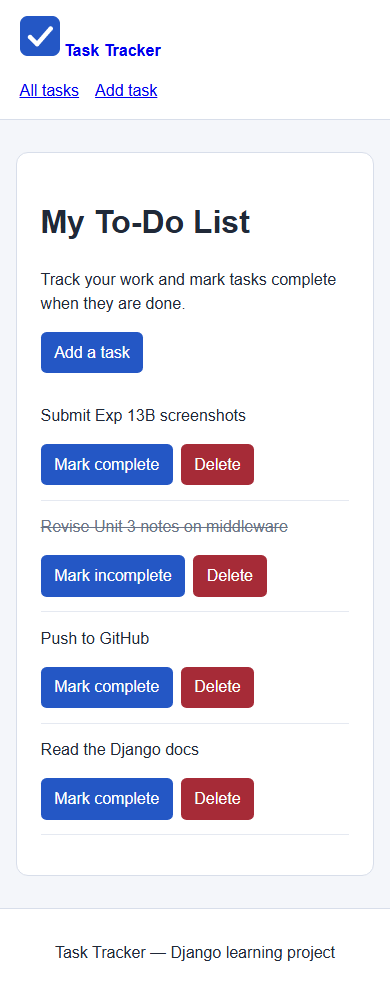 Task Tracker
All tasks Add task
My To-Do List
Track your work and mark tasks complete
when they are done.
Add a task
Submit Exp 13B screenshots
Mark complete Delete
Revise Unit 3 notes on middleware
Mark incomplete Delete
Push to GitHub
Mark complete Delete
Read the Django docs
Mark complete Delete
Task Tracker — Django learning project